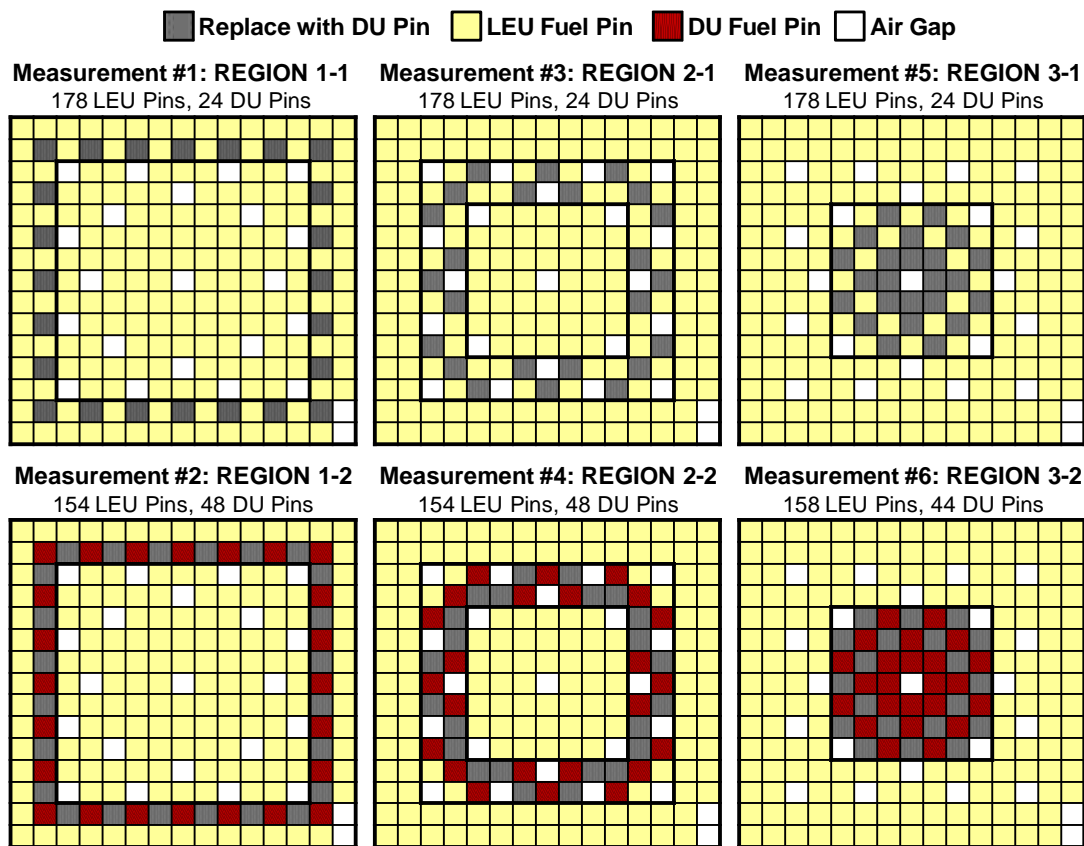 Replace with DU Pin LEU Fuel Pin DU Fuel Pin Air Gap
Measurement #1: REGION 1-1
178 LEU Pins, 24 DU Pins
Measurement #3: REGION 2-1
178 LEU Pins, 24 DU Pins
Measurement #5: REGION 3-1
178 LEU Pins, 24 DU Pins
Measurement #2: REGION 1-2
154 LEU Pins, 48 DU Pins
Measurement #4: REGION 2-2
154 LEU Pins, 48 DU Pins
Measurement #6: REGION 3-2
158 LEU Pins, 44 DU Pins